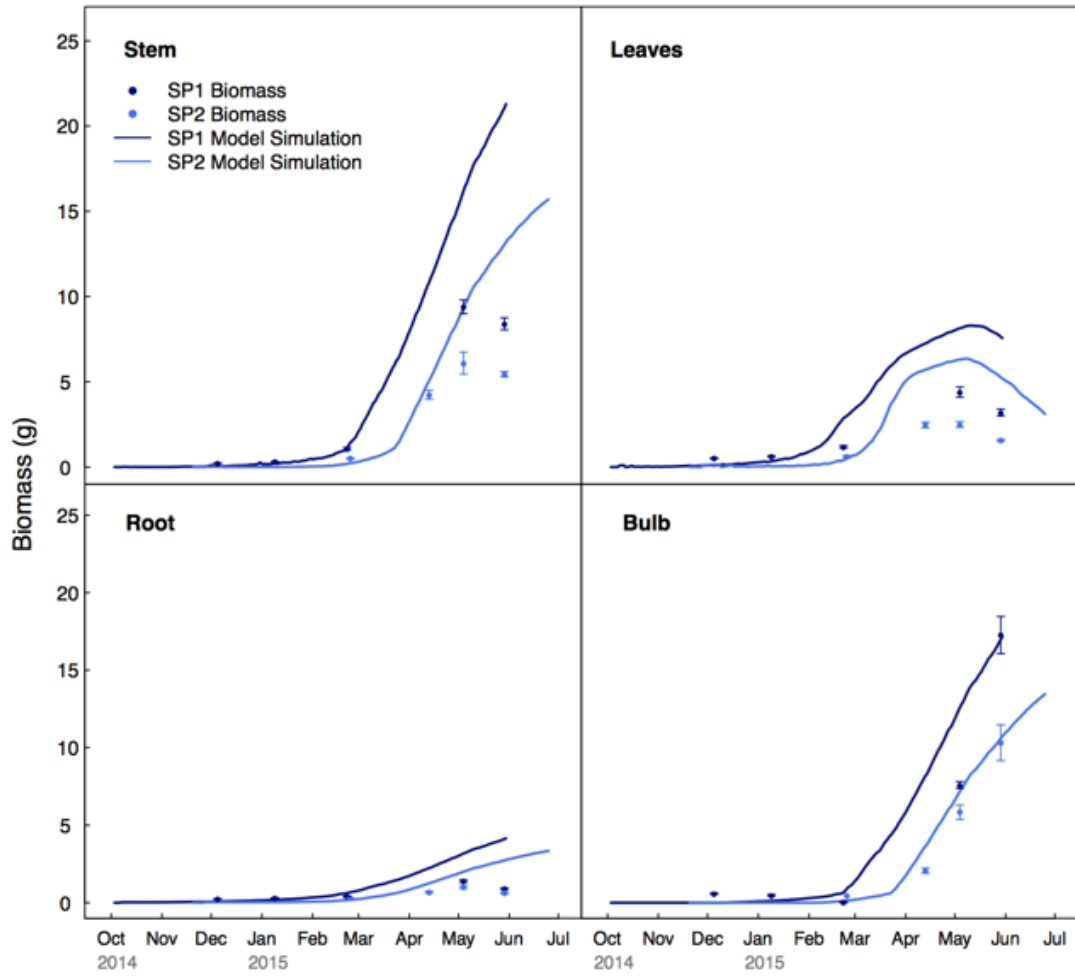 Stem
SP1 Biomass
SP2 Biomass
SP1 Model Simulation
SP2 Model Simulation
Leaves
25
20
15
10
5
0
Biomass (g)
Root
Bulb
25
20
15
10
5
0
Oct Nov Dec Jan Feb Mar Apr May Jun Jul
2014 2015
Oct Nov Dec Jan Feb Mar Apr May Jun Jul
2014 2015